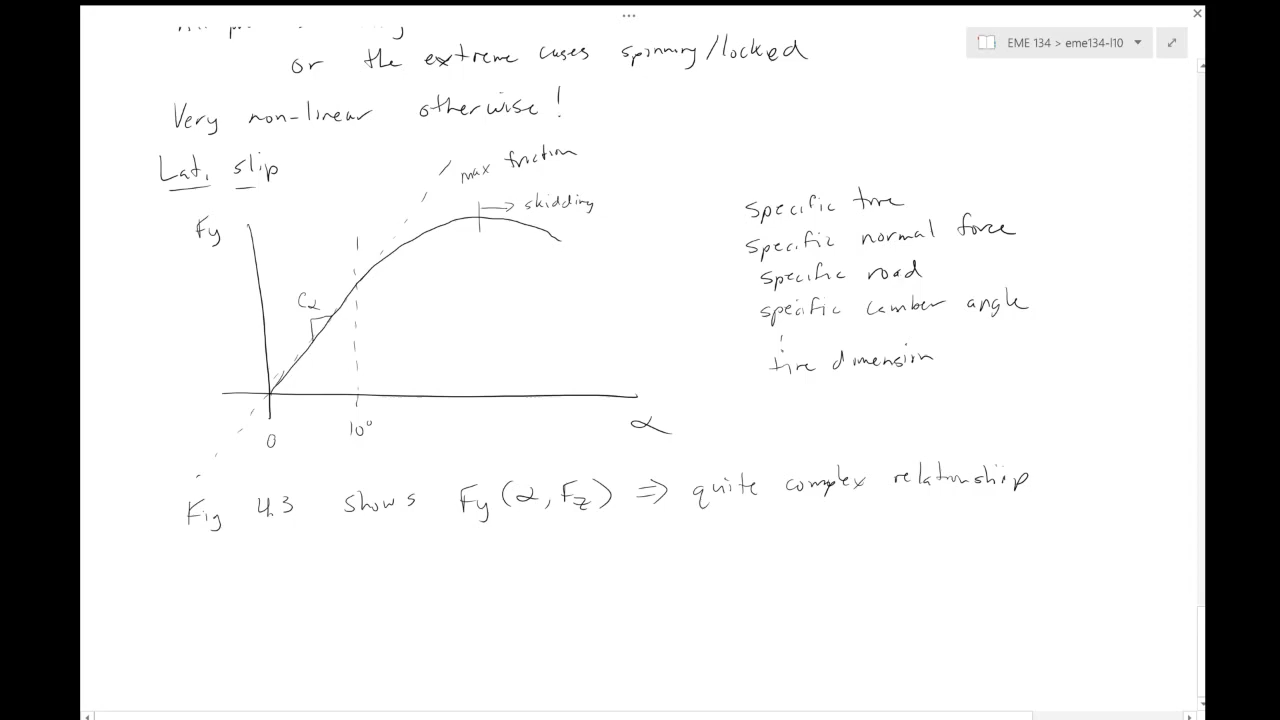 EME 134 > eme134-l10
or the extreme cases spinning/locked
Very non-linear otherwise!
Lat. slip
max friction
skidding
Fy
Cα
0
10°
α
specific tire
specific normal force
specific road
specific camber angle
tire dimension
Fig 4.3 shows Fy(α, Fz) ⇒ quite complex relationship